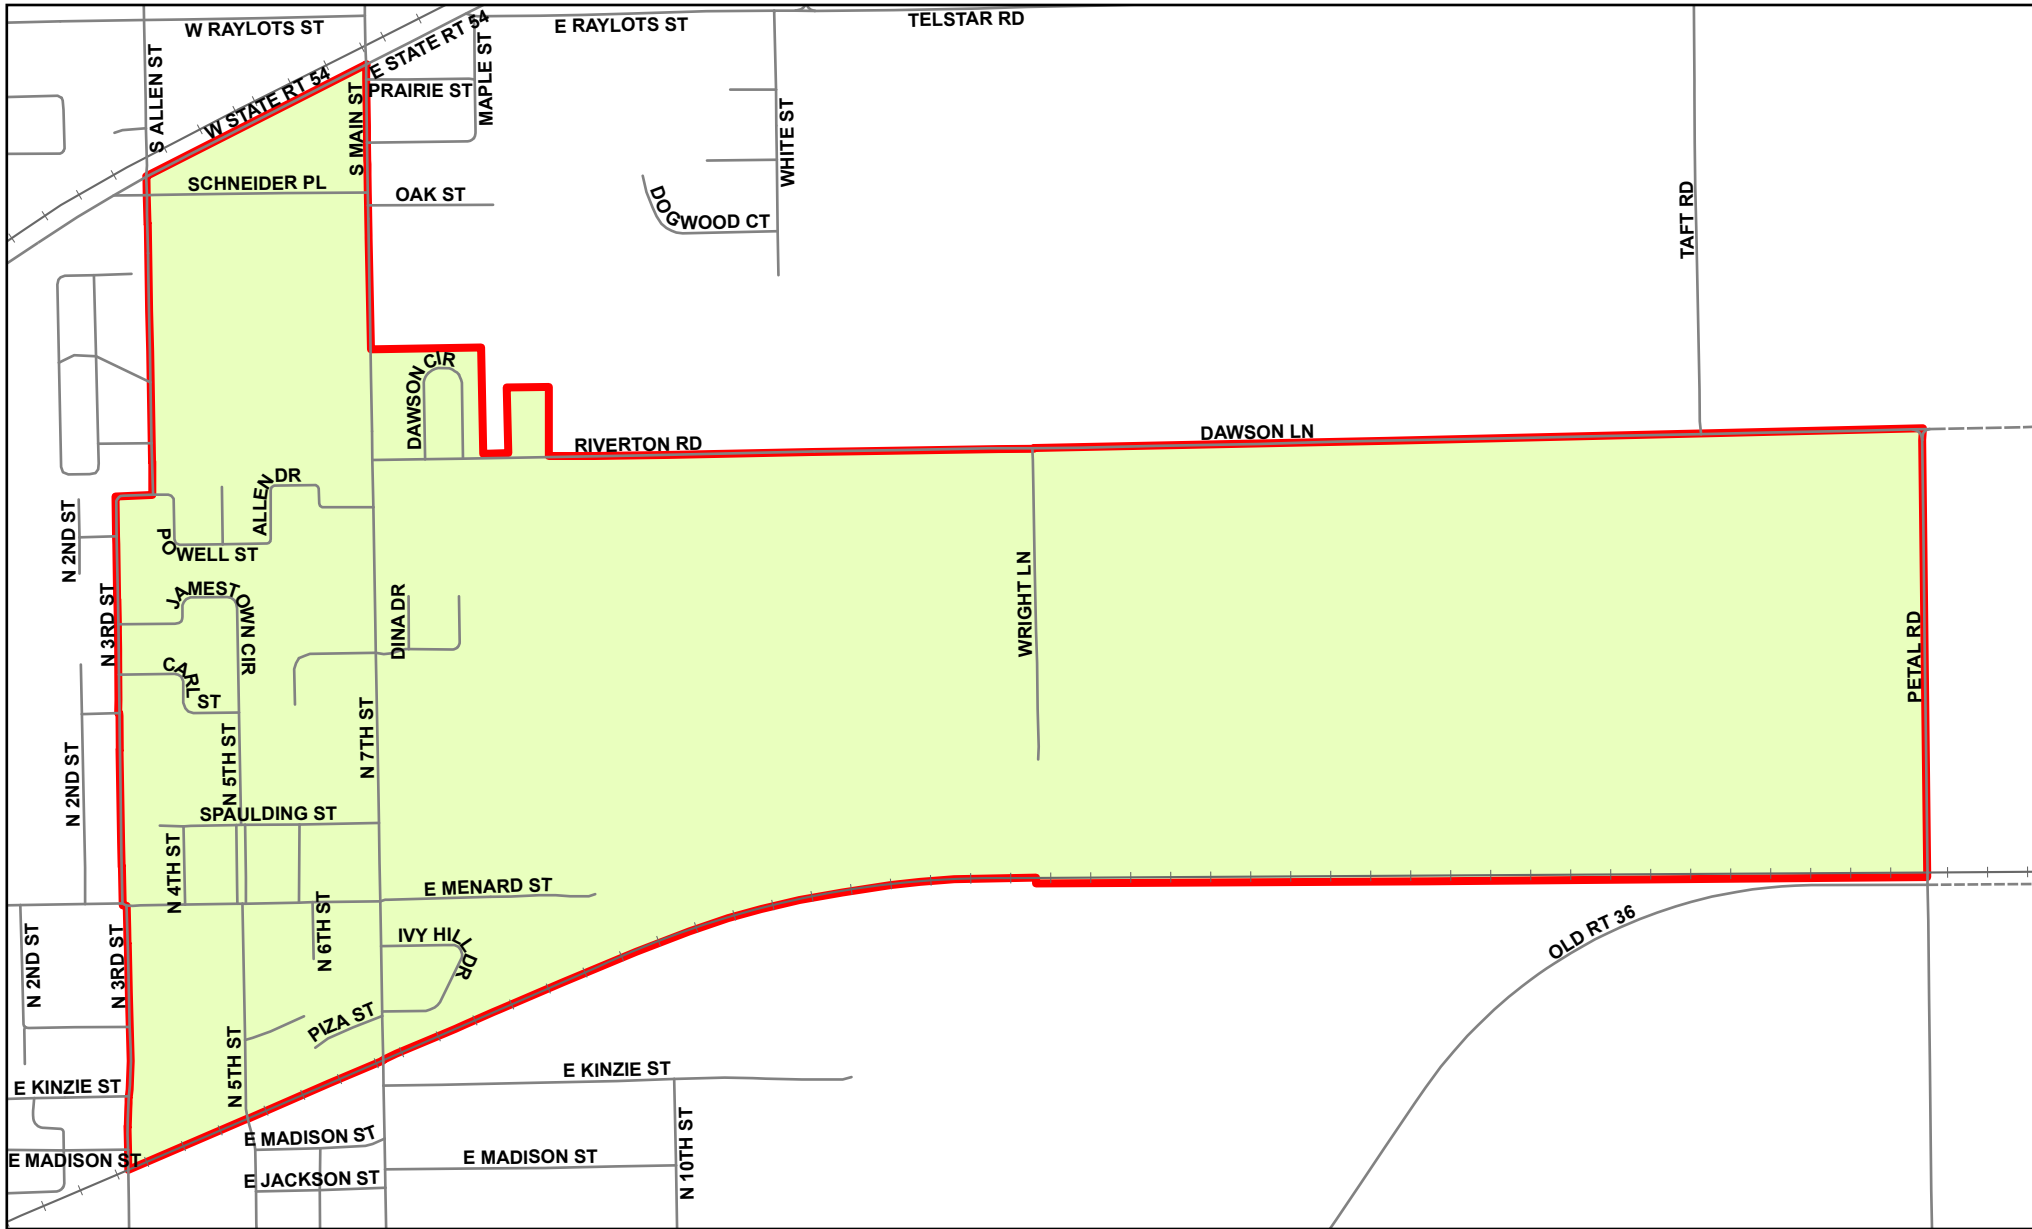 W RAYLOTS ST
E RAYLOTS ST
TELSTAR RD
E STATE RT 54
W STATE RT 54
S ALLEN ST
S MAIN ST
MAPLE ST
PRAIRIE ST
WHITE ST
SCHNEIDER PL
OAK ST
DOGWOOD CT
TAFT RD
DAWSON CIR
RIVERTON RD
DAWSON LN
N 2ND ST
ALLEN DR
POWELL ST
N 3RD ST
JAMESTOWN CIR
DINA DR
WRIGHT LN
PETAL RD
CARL ST
N 2ND ST
N 5TH ST
N 7TH ST
SPAULDING ST
N 4TH ST
E MENARD ST
N 6TH ST
N 2ND ST
N 3RD ST
IVY HILL DR
OLD RT 36
PIZA ST
N 5TH ST
E KINZIE ST
E KINZIE ST
E MADISON ST
E MADISON ST
E MADISON ST
N 10TH ST
E JACKSON ST